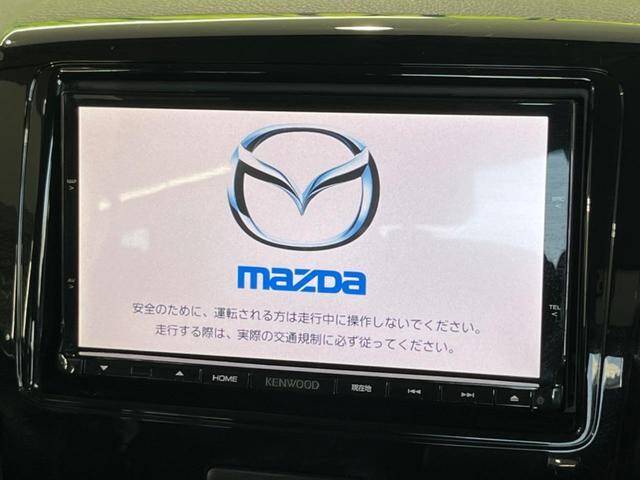 mazda
安全のために、運転される方は走行中に操作しないでください。
走行する際は、実際の交通規制に必ず従ってください。
HOME KENWOOD 現在地
AV
TEL